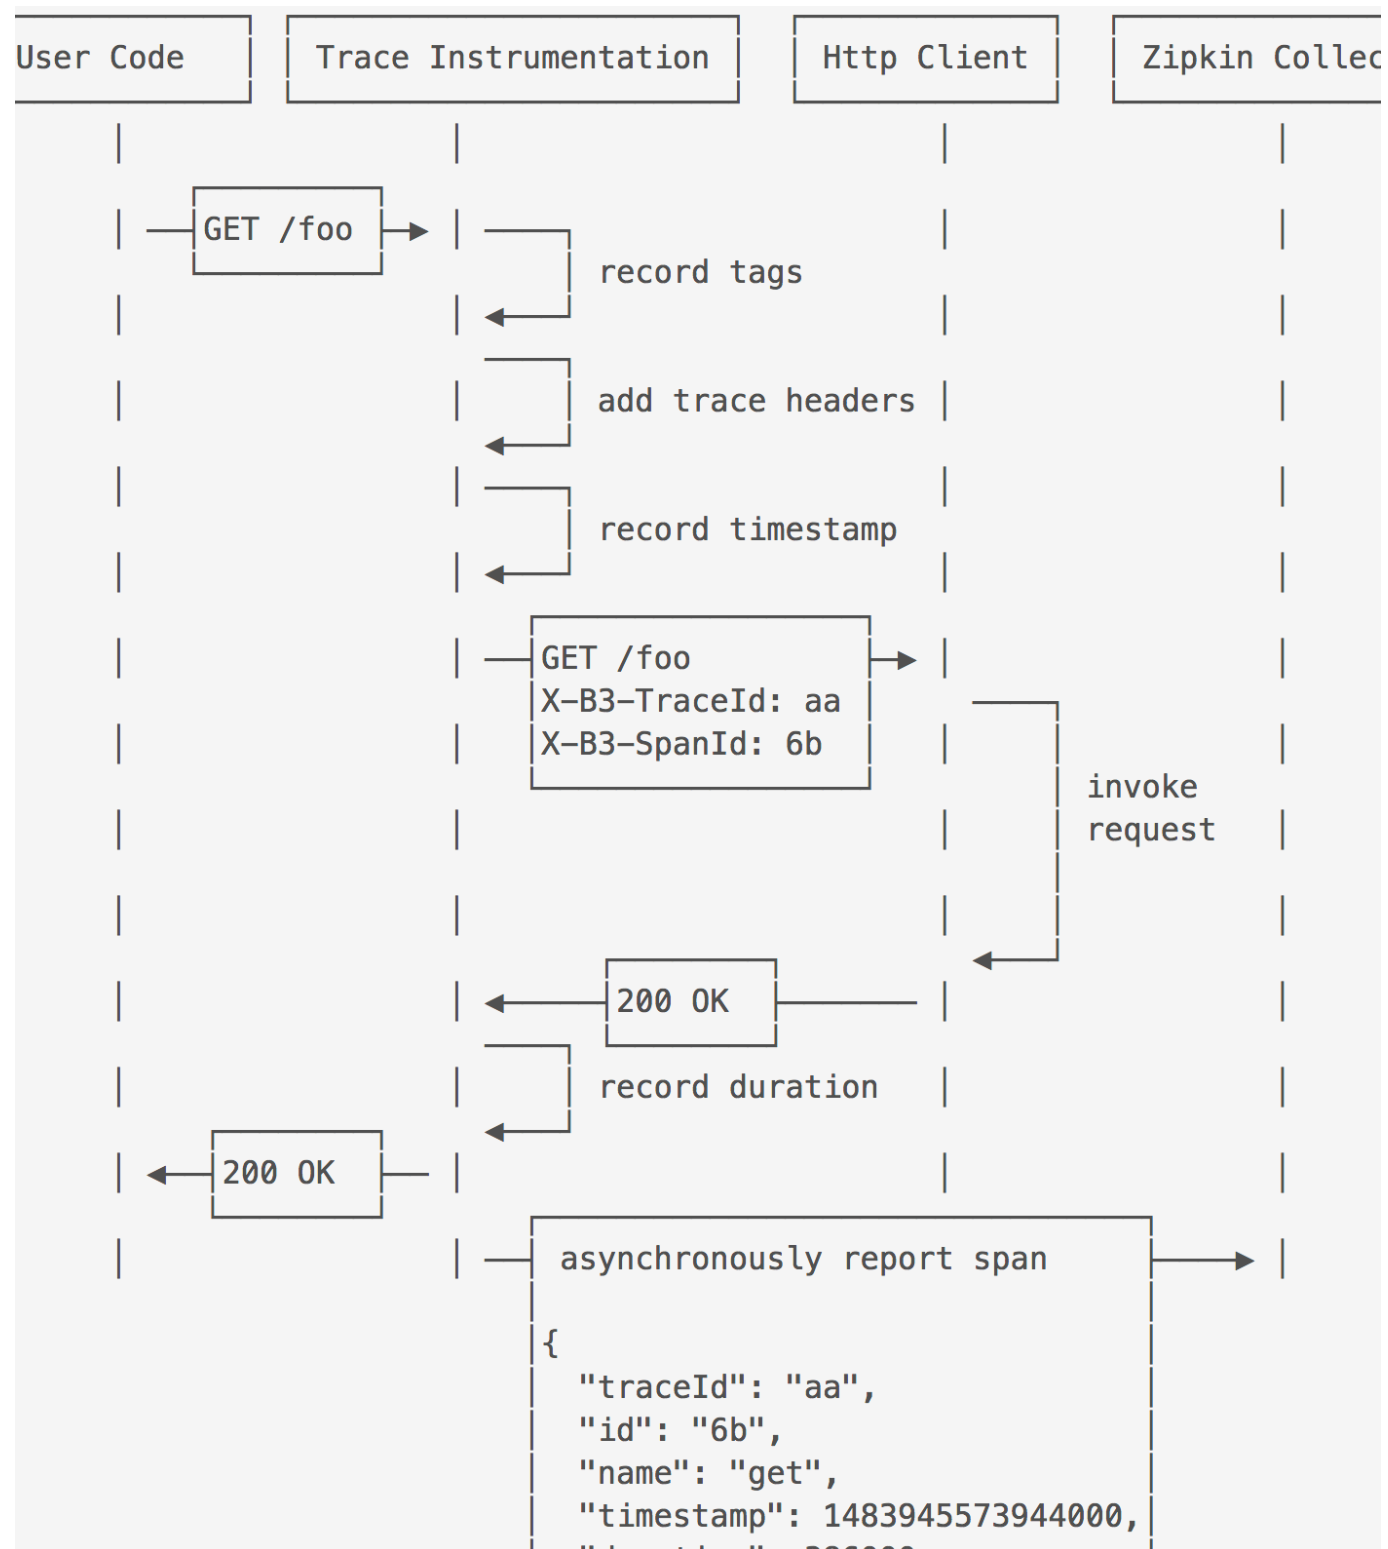 User Code Trace Instrumentation Http Client Zipkin Collec
GET /foo
record tags
add trace headers
record timestamp
GET /foo
X-B3-TraceId: aa
X-B3-SpanId: 6b
invoke
request
200 OK
record duration
200 OK
asynchronously report span
{
"traceId": "aa",
"id": "6b",
"name": "get",
"timestamp": 1483945573944000,